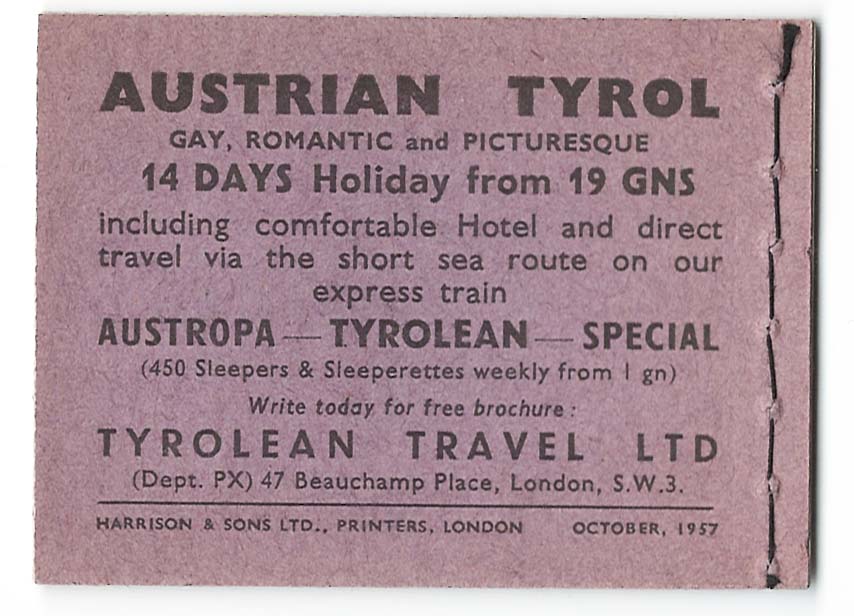 AUSTRIAN TYROL
GAY, ROMANTIC and PICTURESQUE
14 DAYS Holiday from 19 GNS
including comfortable Hotel and direct
travel via the short sea route on our
express train
AUSTROPA — TYROLEAN — SPECIAL
(450 Sleepers & Sleeperettes weekly from 1 gn)
Write today for free brochure :
TYROLEAN TRAVEL LTD
(Dept. PX) 47 Beauchamp Place, London, S.W.3.
HARRISON & SONS LTD., PRINTERS, LONDON OCTOBER, 1957